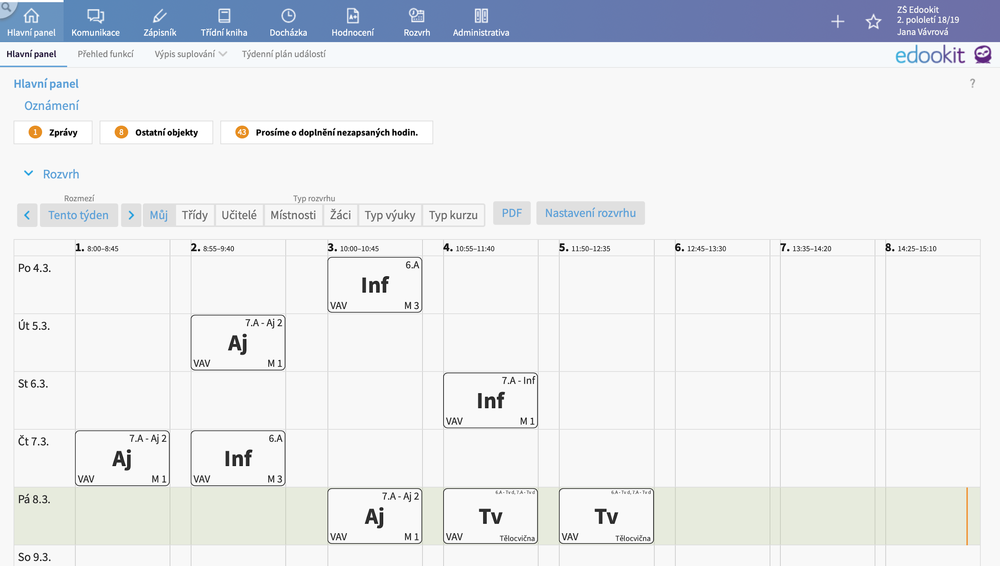 Hlavní panel
Komunikace
Zápisník
Třídní kniha
Docházka
A+
Hodnocení
Rozvrh
Administrativa
ZŠ Edookit
2. pololetí 18/19
Jana Vávrová
Hlavní panel
Přehled funkcí
Výpis suplování
Týdenní plán událostí
edookit
Hlavní panel
?
Oznámení
1 Zprávy
8 Ostatní objekty
43 Prosíme o doplnění nezapsaných hodin.
Rozvrh
Rozmezí
Typ rozvrhu
Tento týden
Můj
Třídy
Učitelé
Místnosti
Žáci
Typ výuky
Typ kurzu
PDF
Nastavení rozvrhu
1. 8:00–8:45
2. 8:55–9:40
3. 10:00–10:45
4. 10:55–11:40
5. 11:50–12:35
6. 12:45–13:30
7. 13:35–14:20
8. 14:25–15:10
Po 4.3.
6.A
Inf
VAV M 3
Út 5.3.
7.A - Aj 2
Aj
VAV M 1
St 6.3.
7.A - Inf
Inf
VAV M 1
Čt 7.3.
7.A - Aj 2
Aj
VAV M 1
6.A
Inf
VAV M 3
Pá 8.3.
7.A - Aj 2
Aj
VAV M 1
6.A - Tv d, 7.A - Tv d
Tv
VAV Tělocvična
6.A - Tv d, 7.A - Tv d
Tv
VAV Tělocvična
So 9.3.